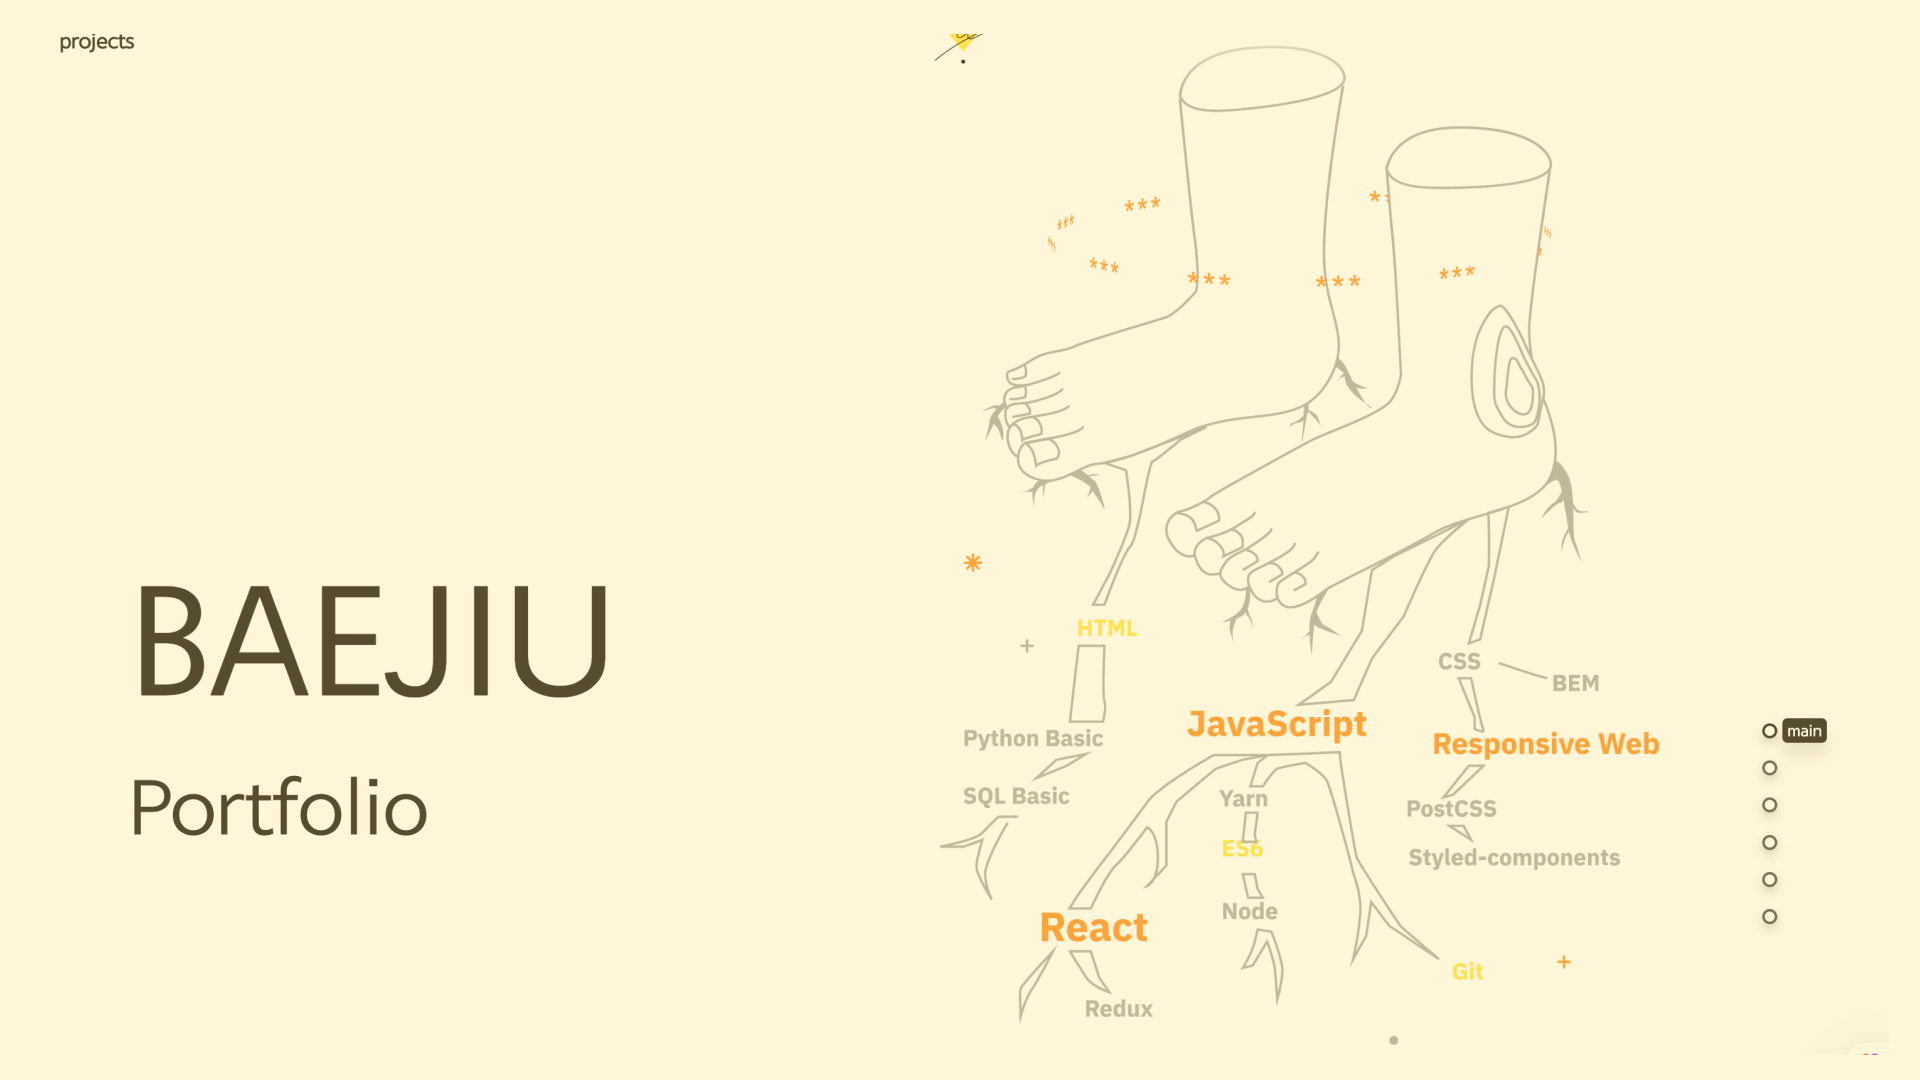 projects
BAEJIU
Portfolio
HTML
CSS
BEM
JavaScript
Python Basic
Responsive Web
main
SQL Basic
Yarn
PostCSS
ES6
Styled-components
Node
React
Git
Redux